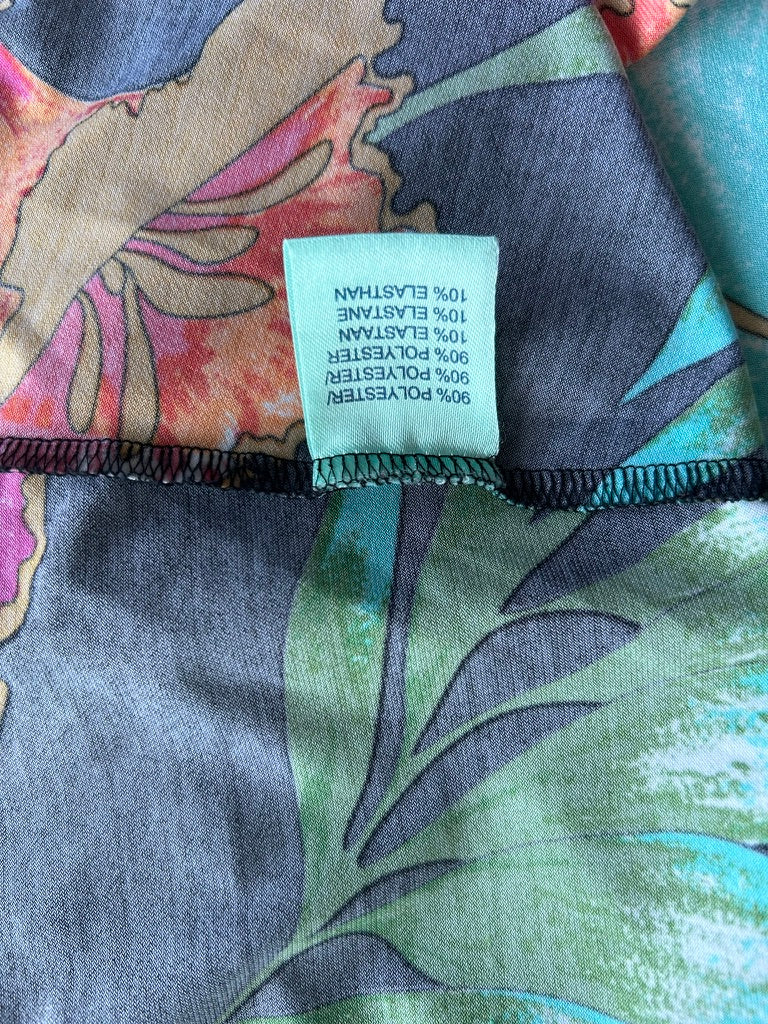 90% POLYESTER/
90% POLYESTER/
90% POLYESTER
10% ELASTAAN
10% ELASTANE
10% ELASTHAN